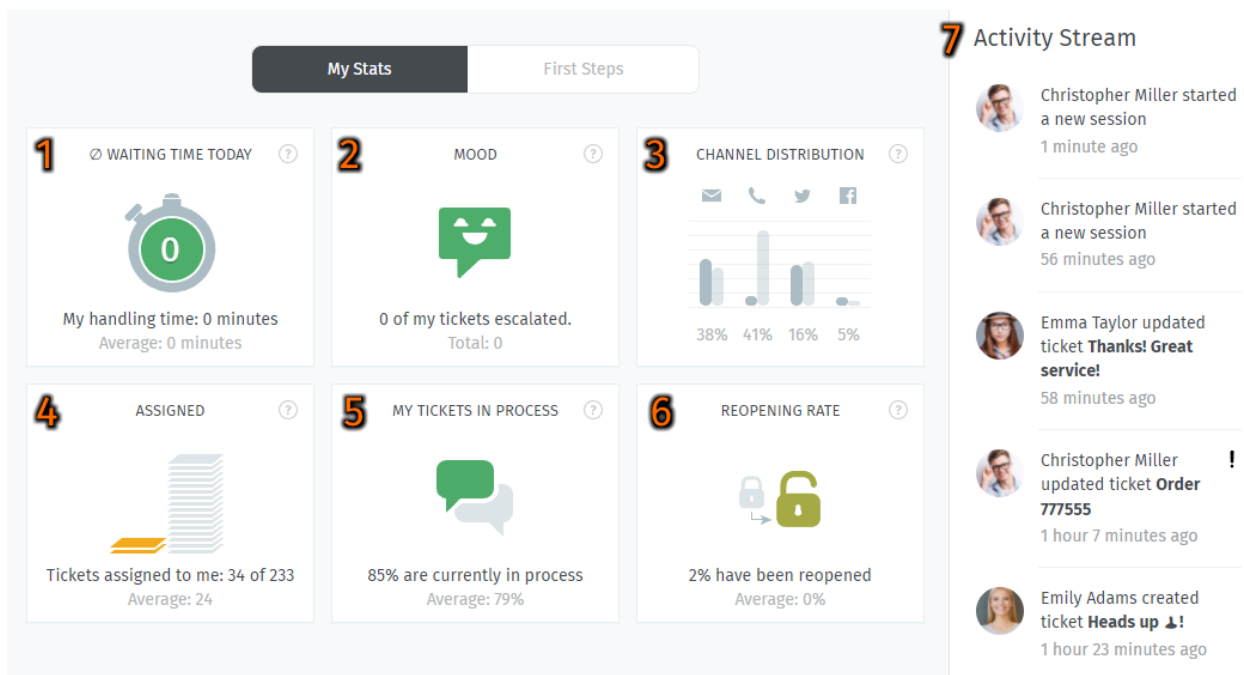 My Stats
First Steps
1
∅ WAITING TIME TODAY
?
0
My handling time: 0 minutes
Average: 0 minutes
2
MOOD
?
0 of my tickets escalated.
Total: 0
3
CHANNEL DISTRIBUTION
?
38% 41% 16% 5%
4
ASSIGNED
?
Tickets assigned to me: 34 of 233
Average: 24
5
MY TICKETS IN PROCESS
?
85% are currently in process
Average: 79%
6
REOPENING RATE
?
2% have been reopened
Average: 0%
7
Activity Stream
Christopher Miller started
a new session
1 minute ago
Christopher Miller started
a new session
56 minutes ago
Emma Taylor updated
ticket Thanks! Great
service!
58 minutes ago
Christopher Miller !
updated ticket Order
777555
1 hour 7 minutes ago
Emily Adams created
ticket Heads up !
1 hour 23 minutes ago